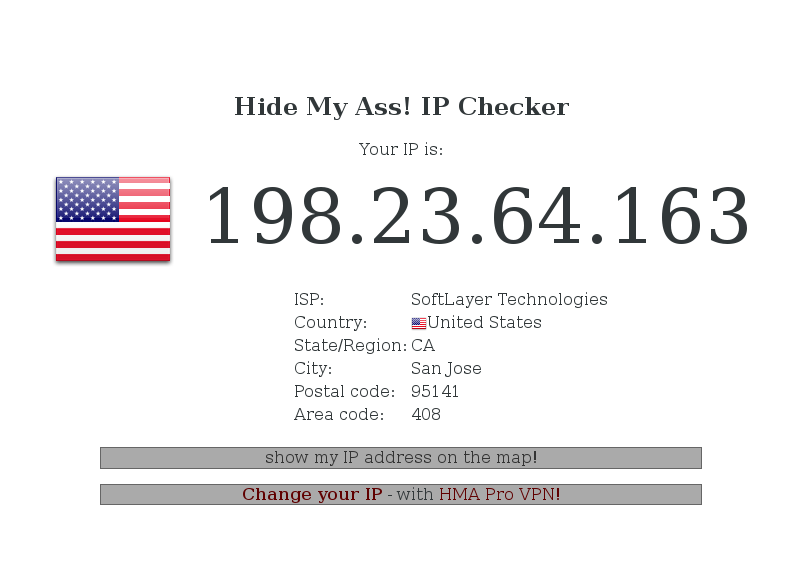 Hide My Ass! IP Checker
Your IP is:
198.23.64.163
ISP: SoftLayer Technologies
Country: United States
State/Region: CA
City: San Jose
Postal code: 95141
Area code: 408
show my IP address on the map!
Change your IP - with HMA Pro VPN!